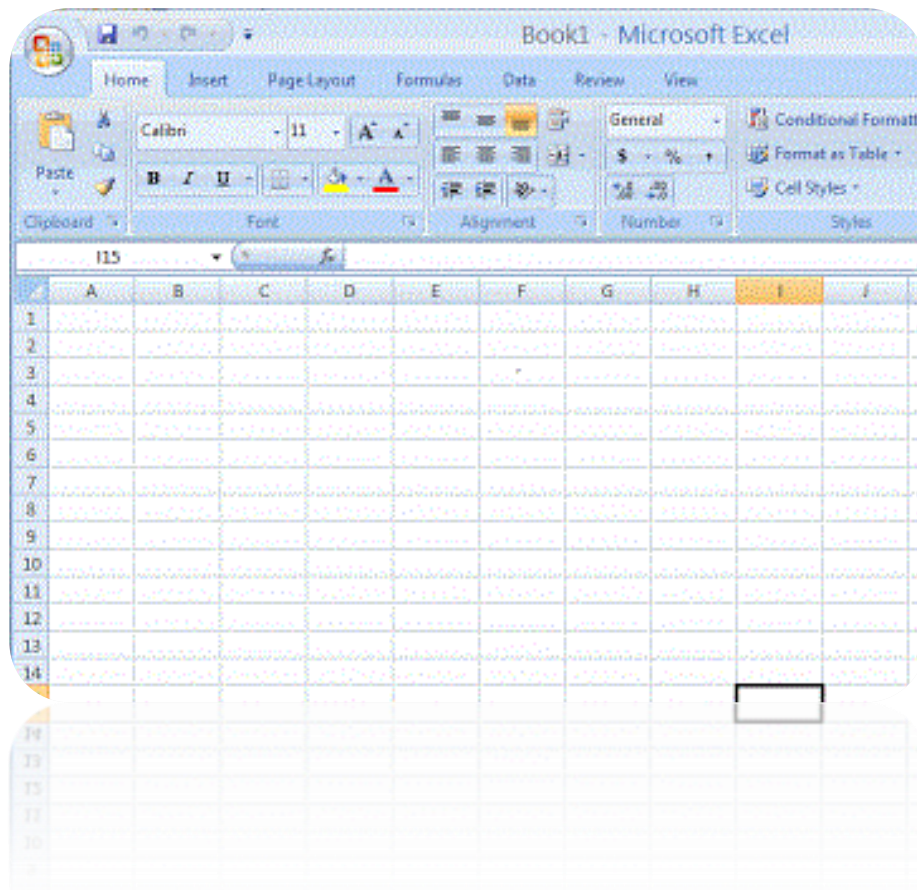 Book1 - Microsoft Excel
Home Insert Page Layout Formulas Data Review View
Calibri 11 A A General Conditional Formatt
Paste $ % , Format as Table
B I U A Cell Styles
Clipboard Font Alignment Number Styles
I15 fx
A B C D E F G H I J
1
2
3
4
5
6
7
8
9
10
11
12
13
14